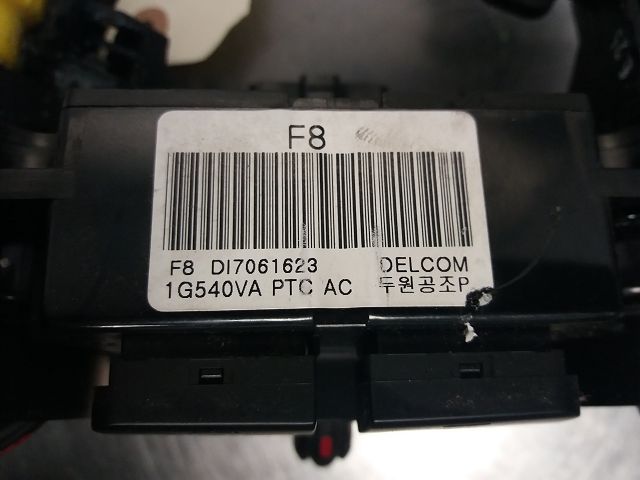 F8
F8 DI7061623 DELCOM
1G540VA PTC AC 두원공조P